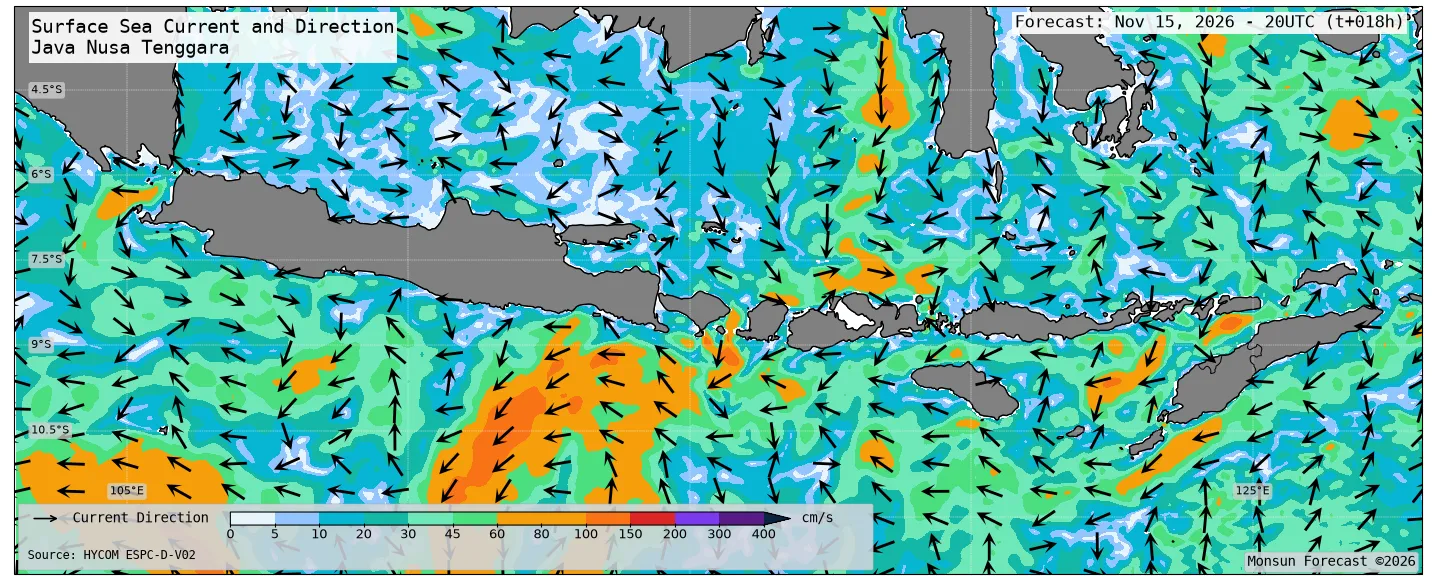 Surface Sea Current and Direction
Java Nusa Tenggara
Forecast: Nov 15, 2026 - 20UTC (t+018h)
4.5°S
6°S
7.5°S
9°S
10.5°S
105°E
125°E
Current Direction
0 5 10 20 30 45 60 80 100 150 200 300 400
cm/s
Source: HYCOM ESPC-D-V02
Monsun Forecast ©2026